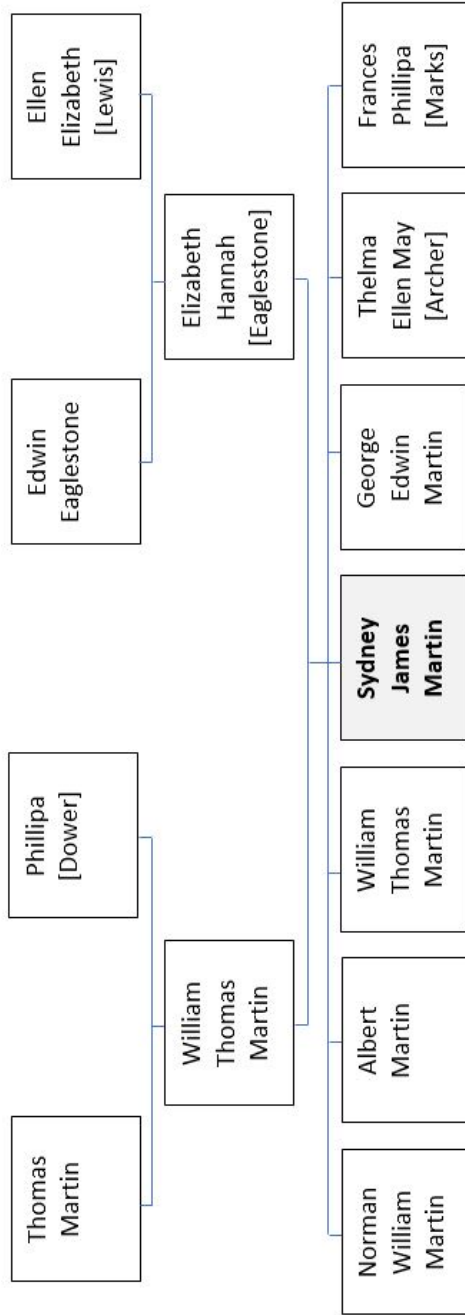 Thomas
Martin
Phillipa
[Dower]
Edwin
Eaglestone
Ellen
Elizabeth
[Lewis]
William
Thomas
Martin
Elizabeth
Hannah
[Eaglestone]
Norman
William
Martin
Albert
Martin
William
Thomas
Martin
Sydney
James
Martin
George
Edwin
Martin
Thelma
Ellen May
[Archer]
Frances
Phillipa
[Marks]